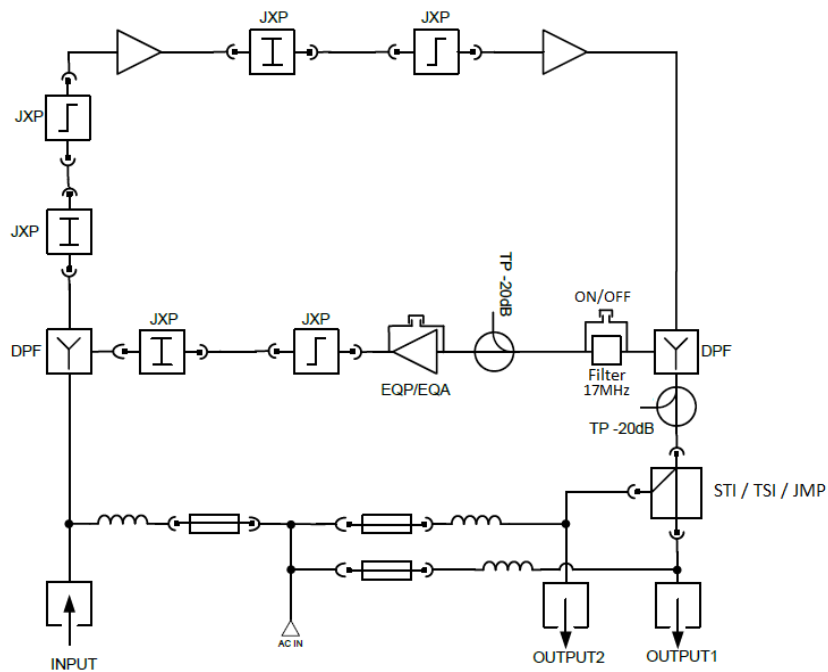 JXP
JXP
JXP
JXP
TP -20dB
ON/OFF
JXP
JXP
DPF
DPF
EQP/EQA
Filter
17MHz
TP -20dB
STI / TSI / JMP
AC IN
INPUT
OUTPUT2
OUTPUT1